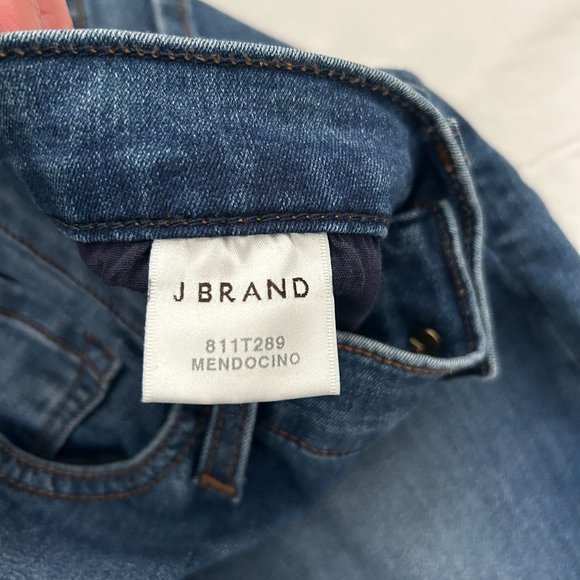 J BRAND
811T289
MENDOCINO